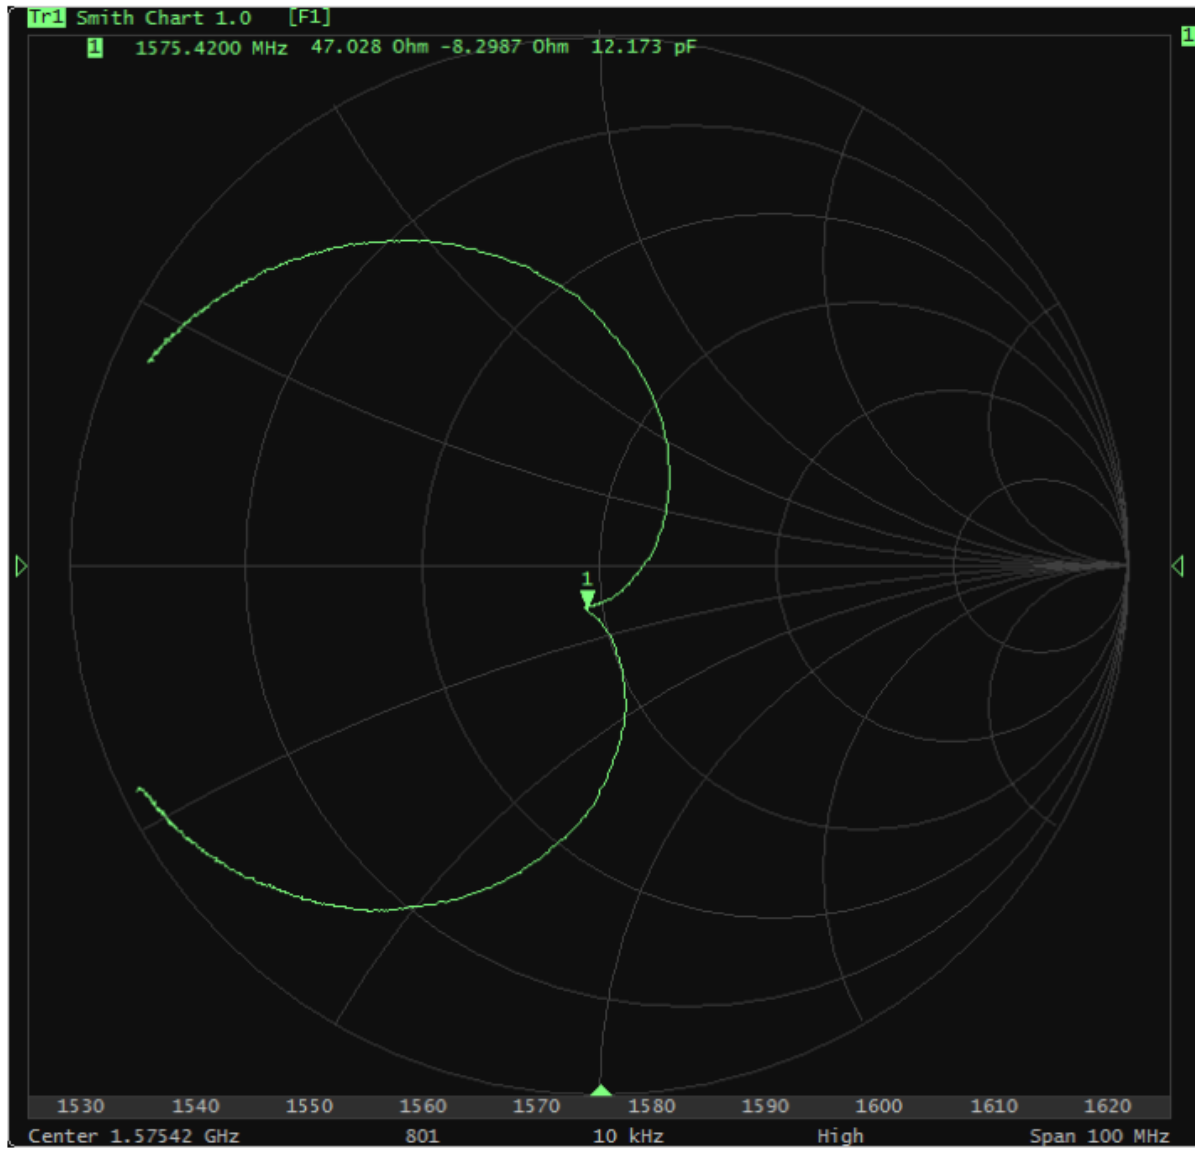 Tr1 Smith Chart 1.0 [F1]
1 1575.4200 MHz 47.028 Ohm -8.2987 Ohm 12.173 pF
1
1
1530 1540 1550 1560 1570 1580 1590 1600 1610 1620
Center 1.57542 GHz 801 10 kHz High Span 100 MHz